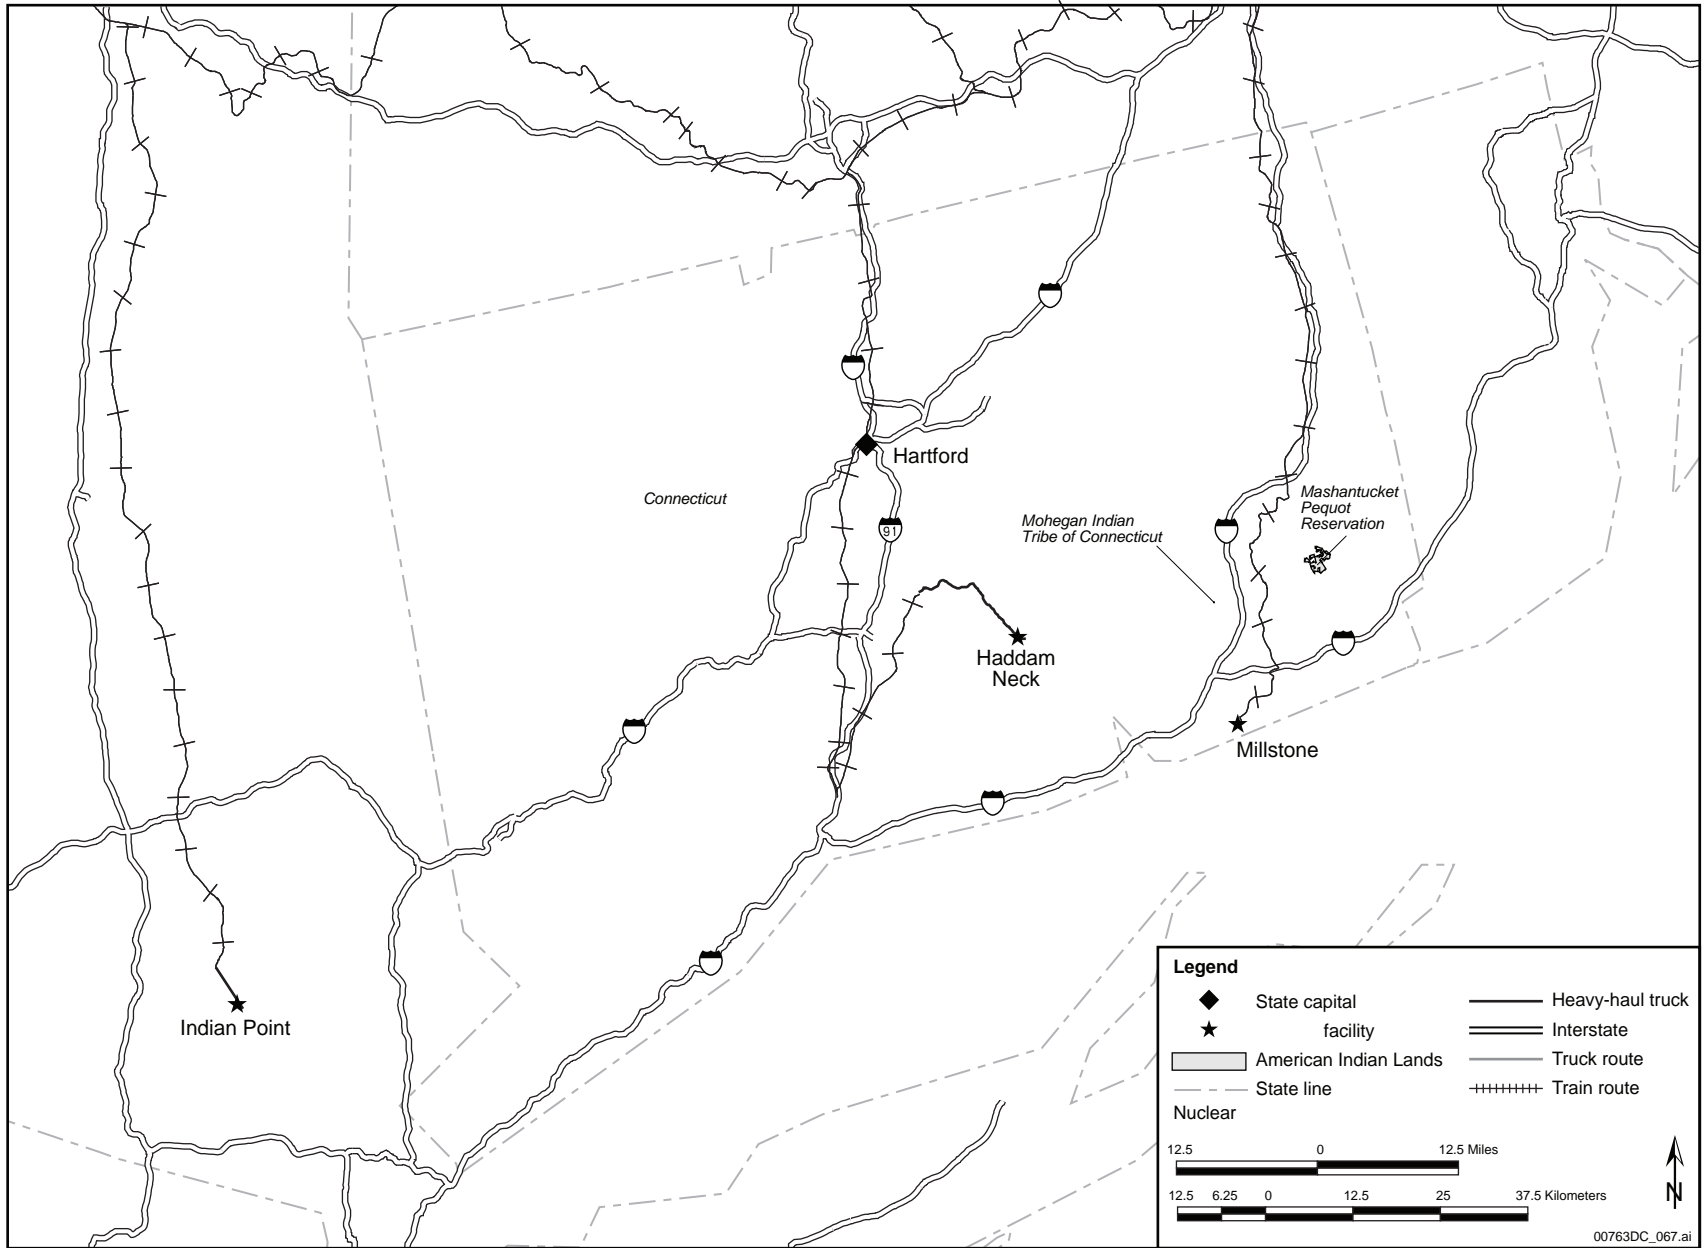 Hartford
Connecticut
91
Mohegan Indian
Tribe of Connecticut
Mashantucket
Pequot
Reservation
Haddam
Neck
Millstone
Indian Point
Legend
State capital
facility
American Indian Lands
State line
Nuclear
Heavy-haul truck
Interstate
Truck route
Train route
12.5 0 12.5 Miles
12.5 6.25 0 12.5 25 37.5 Kilometers
N
00763DC_067.ai